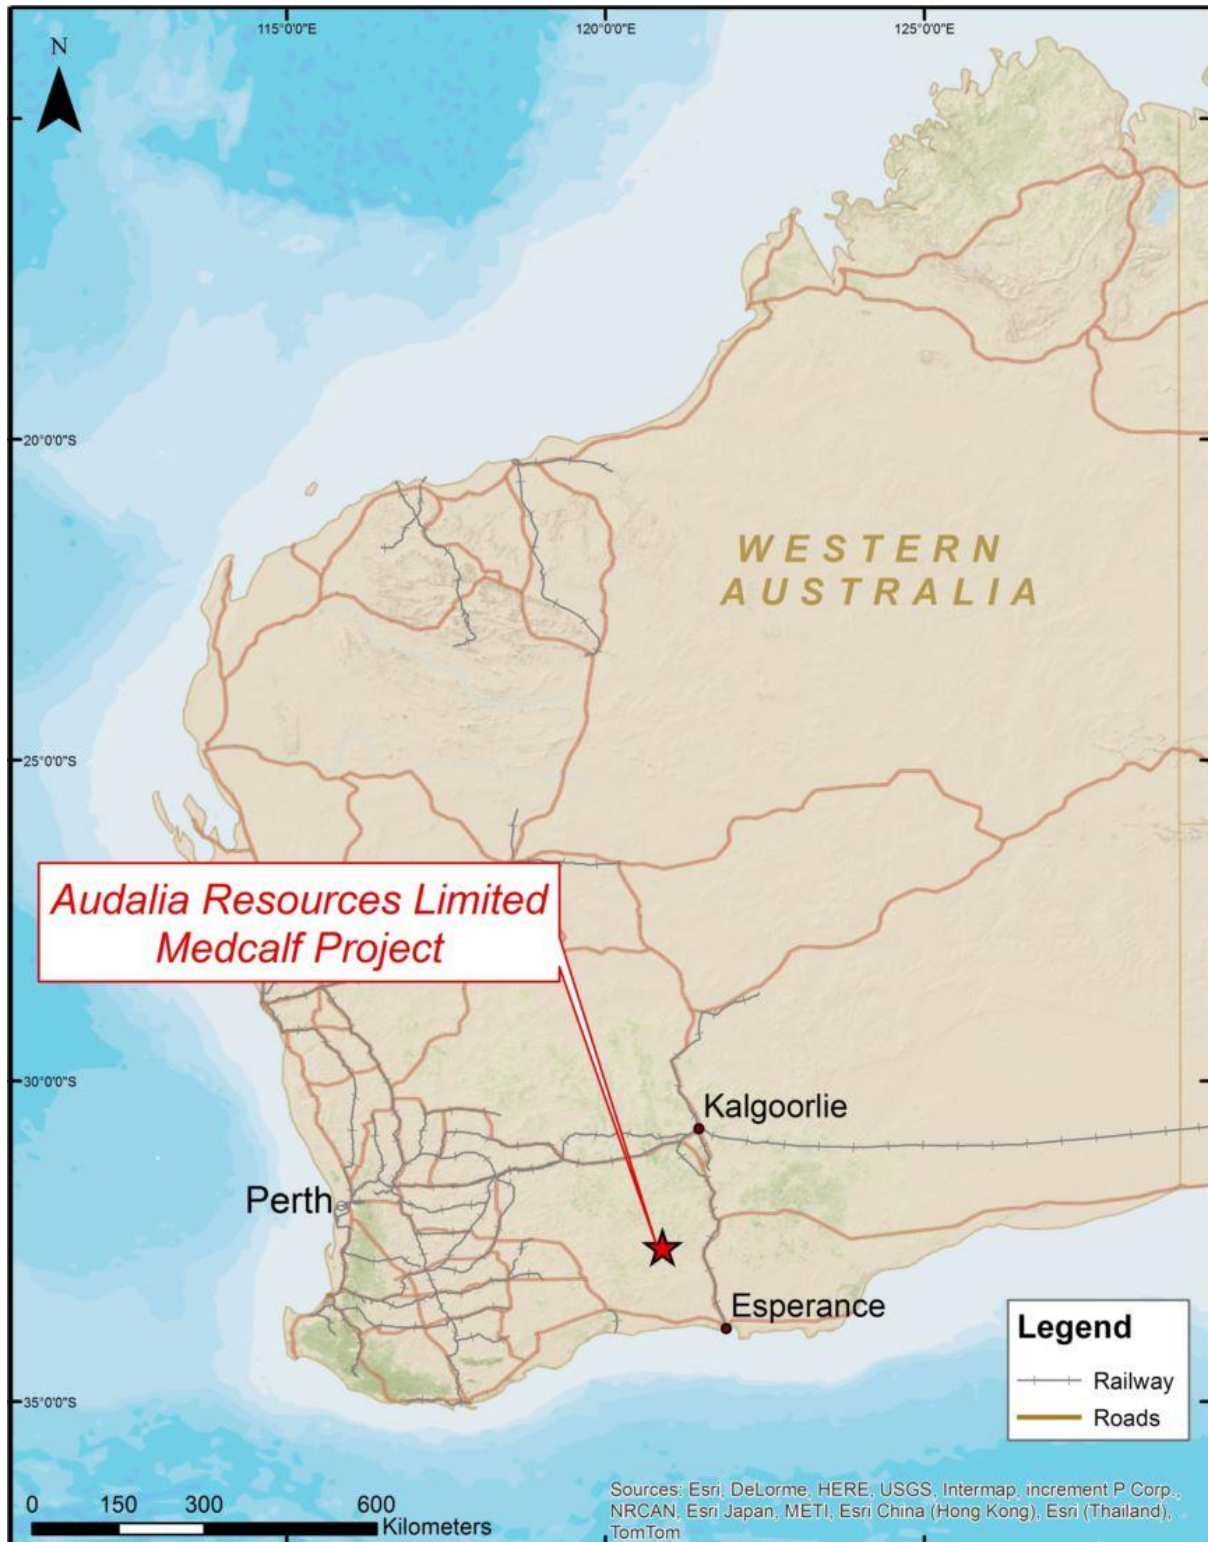 115°0'0"E
120°0'0"E
125°0'0"E
N
20°0'0"S
WESTERN
AUSTRALIA
25°0'0"S
Audalia Resources Limited
Medcalf Project
30°0'0"S
Kalgoorlie
Perth
Esperance
Legend
Railway
Roads
35°0'0"S
0 150 300 600
Kilometers
Sources: Esri, DeLorme, HERE, USGS, Intermap, increment P Corp.,
NRCAN, Esri Japan, METI, Esri China (Hong Kong), Esri (Thailand),
TomTom